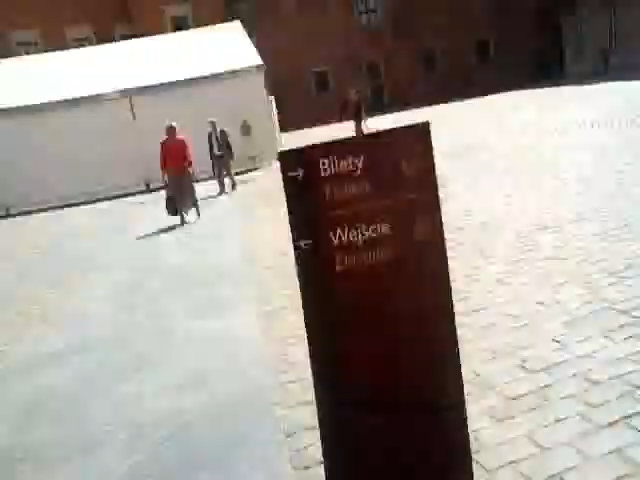 → Bilety
Tickets
← Wejście
Entrance